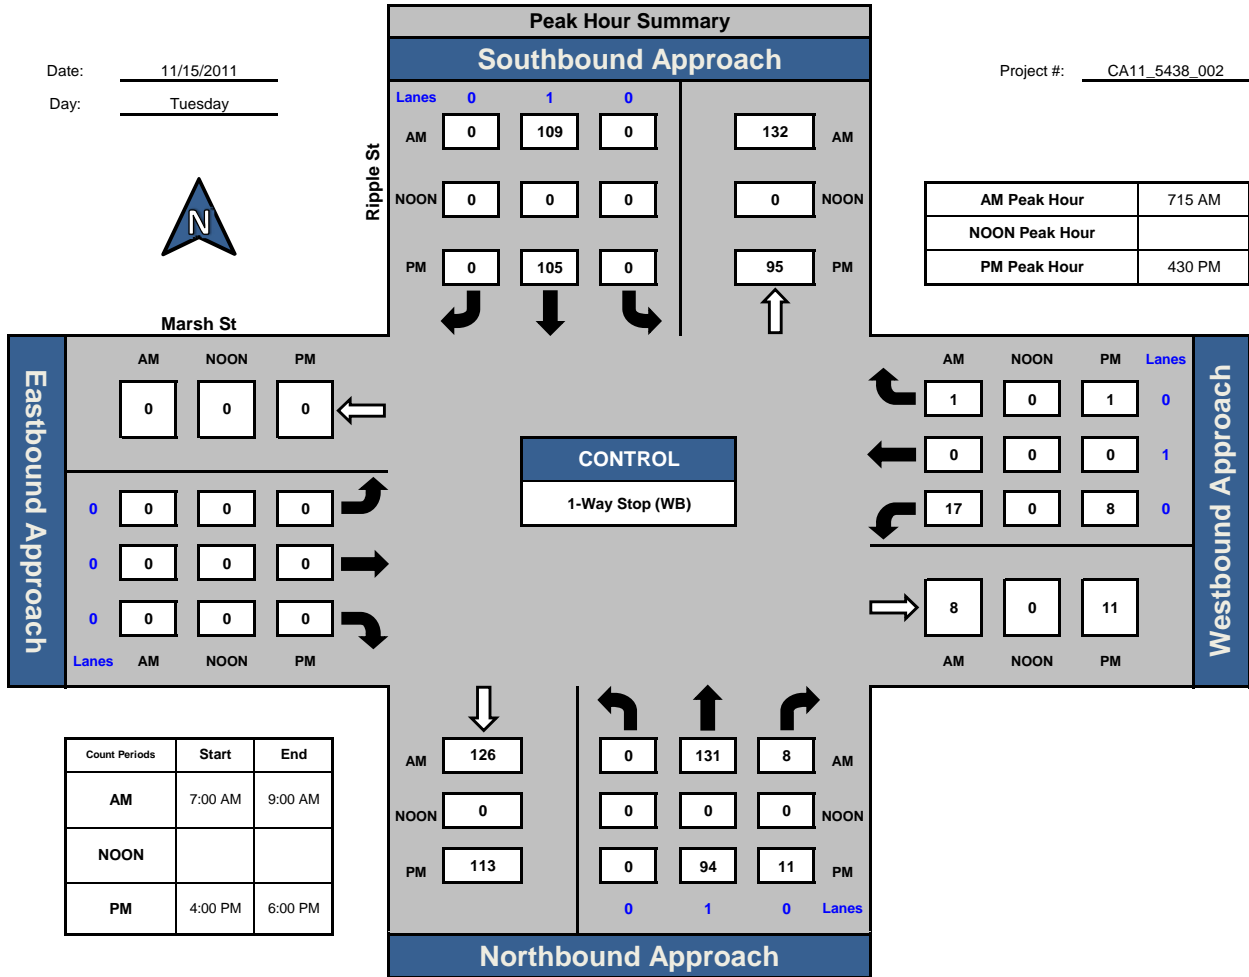 Peak Hour Summary
Southbound Approach
Date: 11/15/2011
Project #: CA11_5438_002
Day: Tuesday
Lanes 0 1 0
AM 0 109 0 132 AM
Ripple St
N
NOON 0 0 0 0 NOON
PM 0 105 0 95 PM
AM Peak Hour 715 AM
NOON Peak Hour
PM Peak Hour 430 PM
Marsh St
Eastbound Approach
AM NOON PM
0 0 0
0 0 0 0
0 0 0 0
0 0 0 0
Lanes AM NOON PM
CONTROL
1-Way Stop (WB)
AM NOON PM Lanes
1 0 1 0
0 0 0 1
17 0 8 0
8 0 11
AM NOON PM
Westbound Approach
Count Periods Start End
AM 7:00 AM 9:00 AM
NOON
PM 4:00 PM 6:00 PM
AM 126 0 131 8 AM
NOON 0 0 0 0 NOON
PM 113 0 94 11 PM
0 1 0 Lanes
Northbound Approach